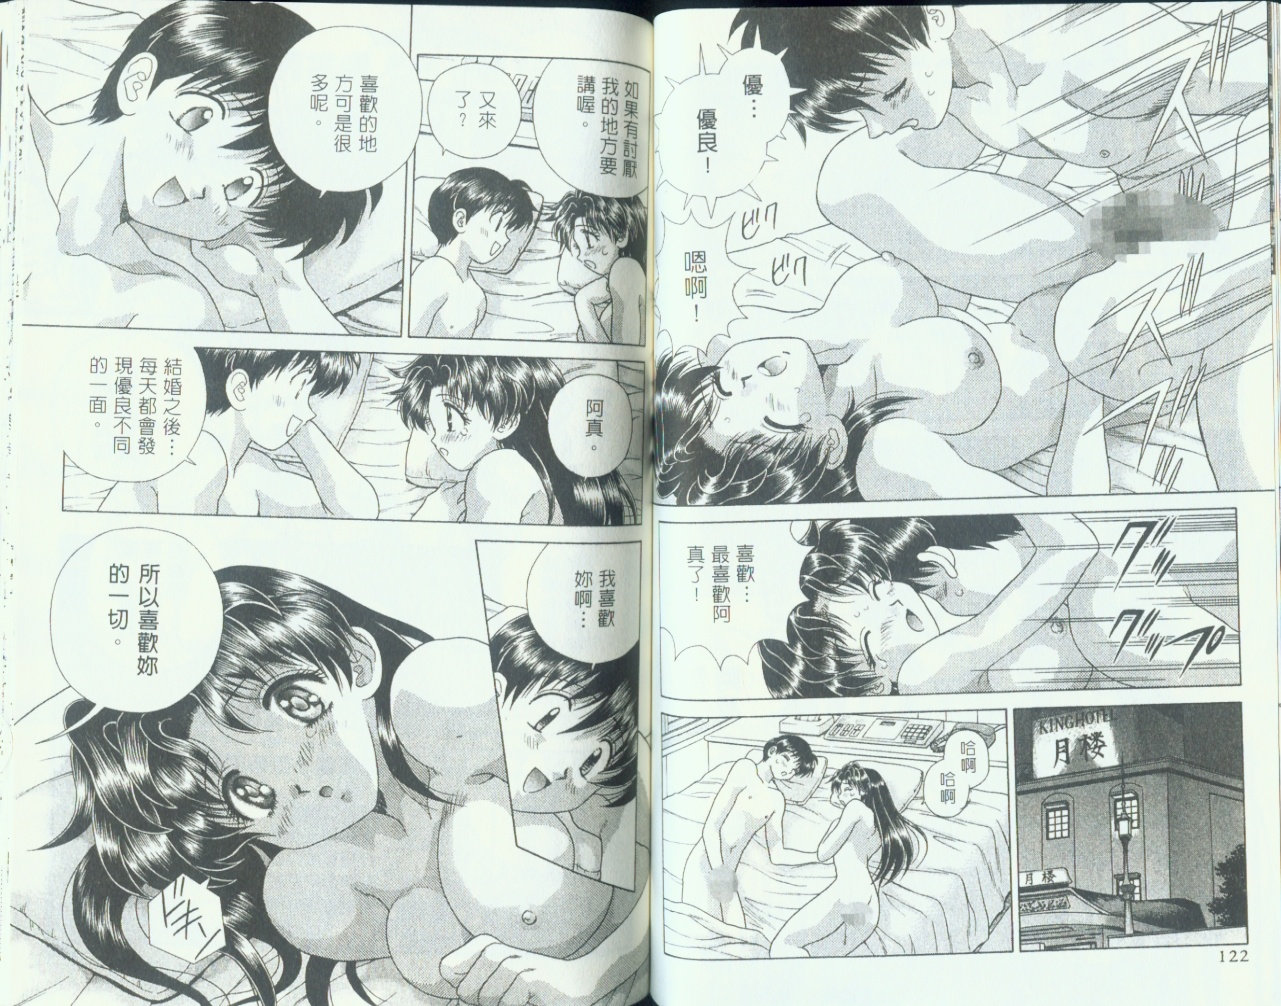 優…
優良！
ビク
ビク
嗯啊！
喜歡…
最喜歡阿
真了！
グッ
グップ
KING HOTEL
月楼
月楼
哈啊
哈啊
122
如果有討厭
我的地方要
講喔。
又來
了？
喜歡的地
方可是很
多呢。
阿真。
結婚之後…
每天都會發
現優良不同
的一面。
我喜歡
妳啊…
所以喜歡妳
的一切。
ドキン